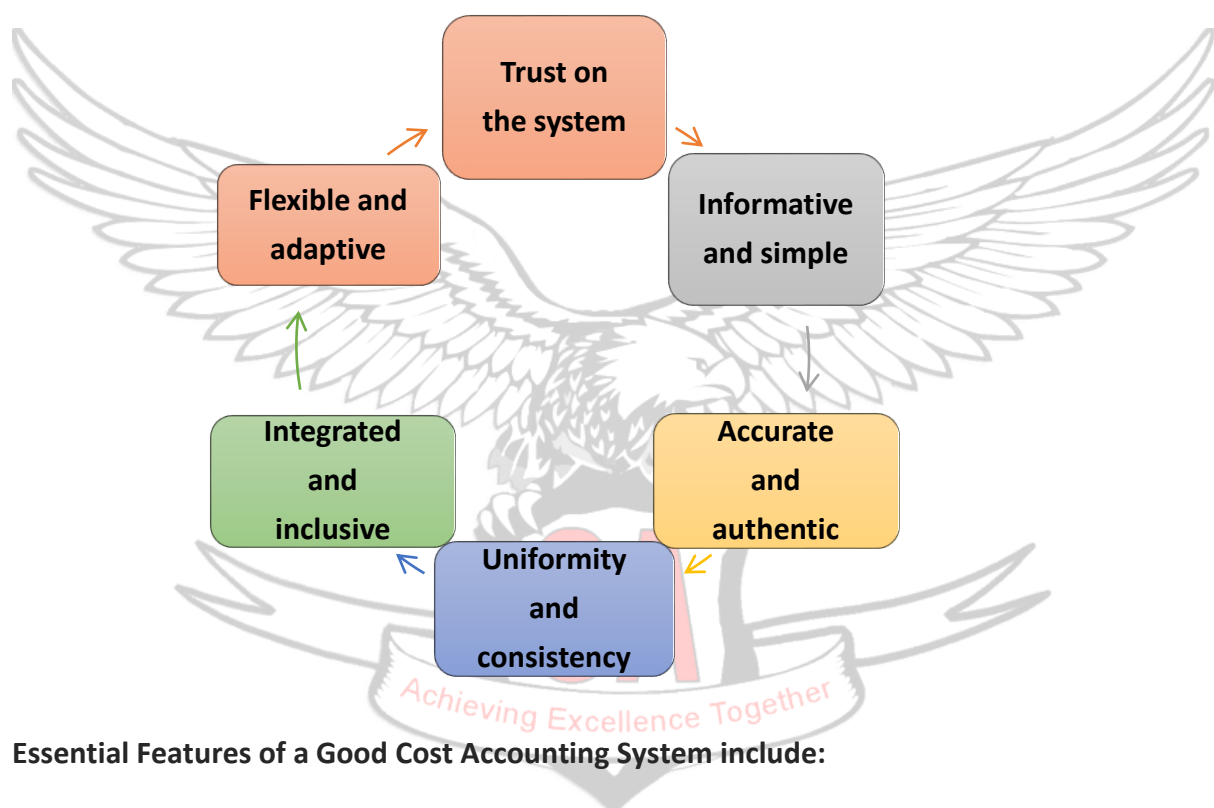 Trust on
the system
Flexible and
adaptive
Informative
and simple
Integrated
and
inclusive
Accurate
and
authentic
Uniformity
and
consistency
Achieving Excellence Together
Essential Features of a Good Cost Accounting System include: